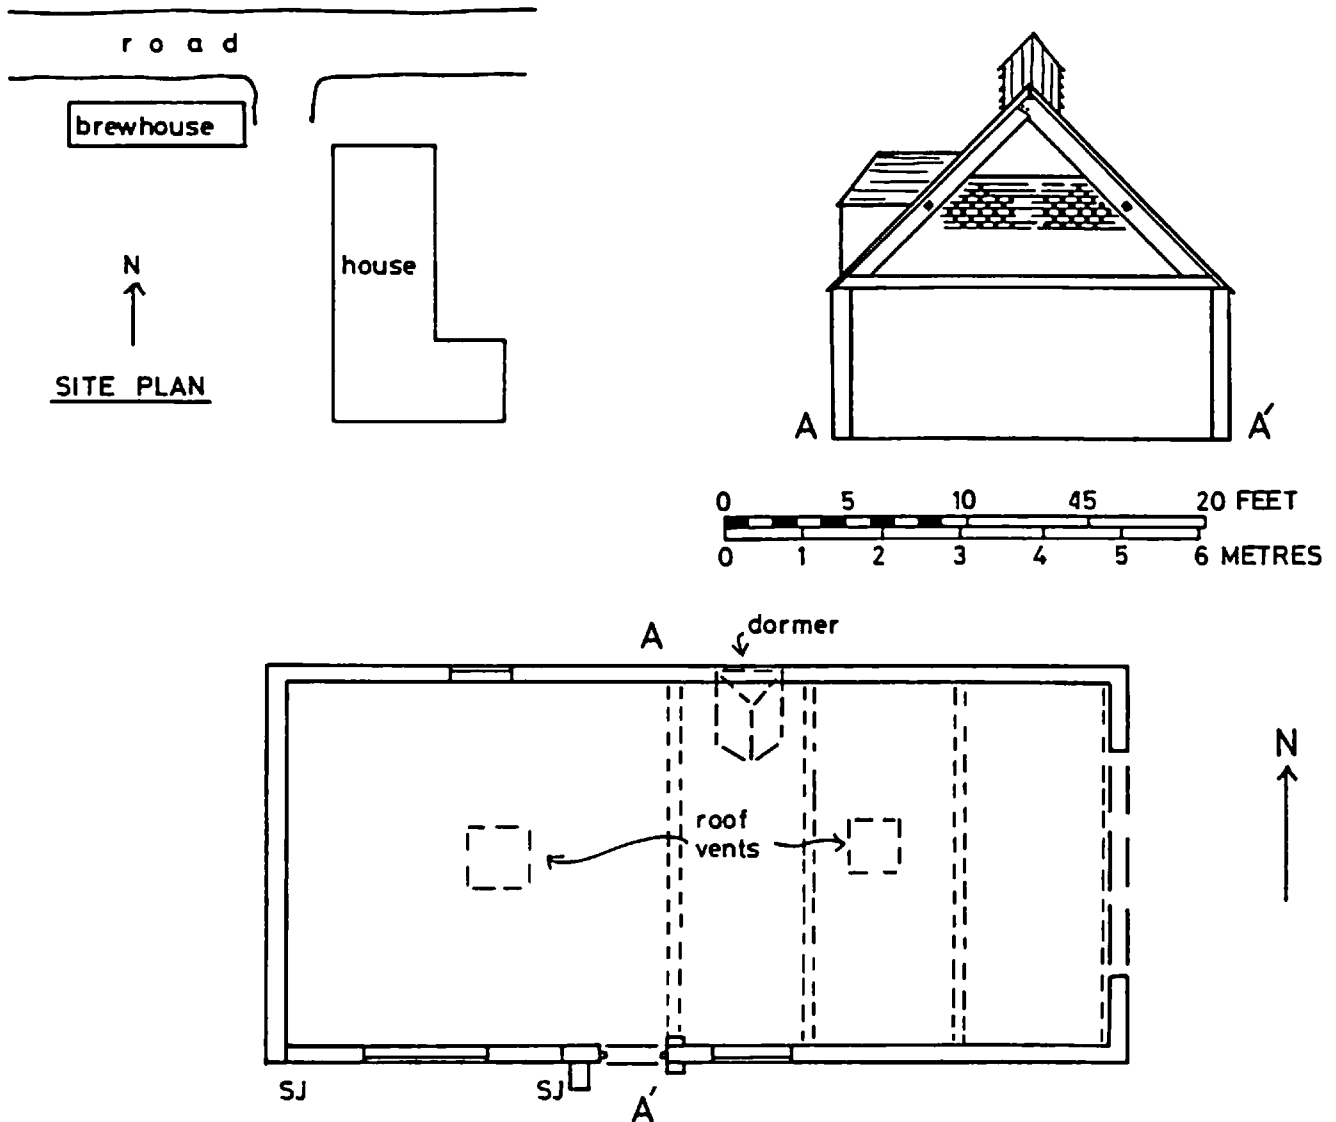 road
brewhouse
N
house
SITE PLAN
A A′
0 5 10 45 20 FEET
0 1 2 3 4 5 6 METRES
A
dormer
N
roof
vents
SJ SJ
A′